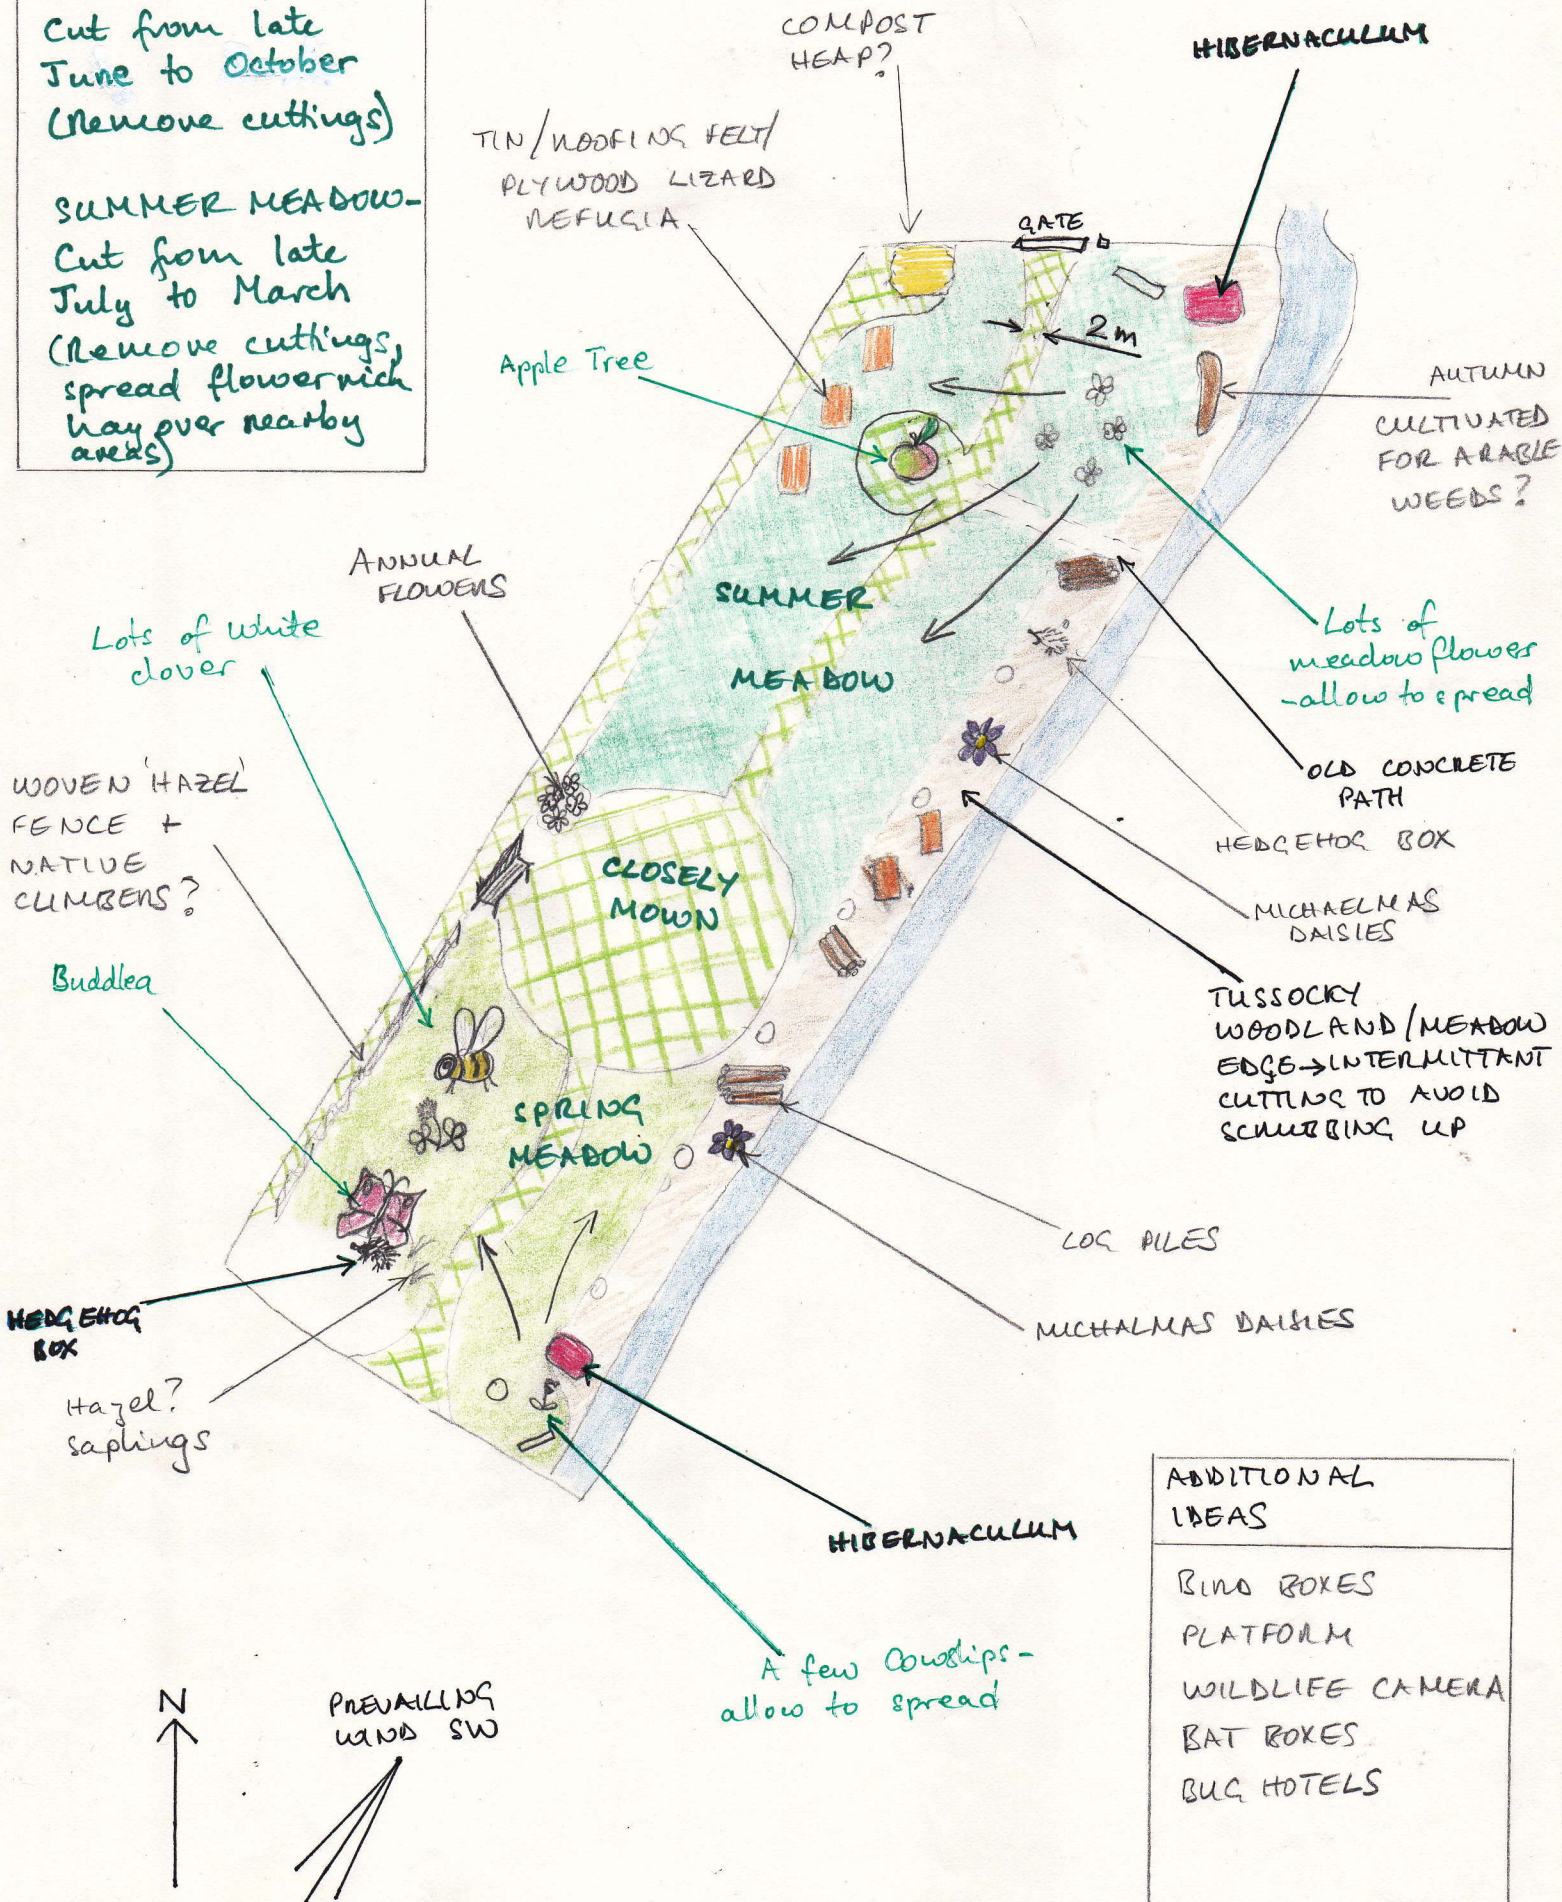 Cut from late
June to October
(Remove cuttings)
SUMMER MEADOW-
Cut from late
July to March
(Remove cuttings,
spread flowerrich
hay over nearby
areas)
COMPOST
HEAP?
HIBERNACULUM
TIN/ROOFING FELT/
PLYWOOD LIZARD
REFUGIA
GATE
2m
Apple Tree
AUTUMN
CULTIVATED
FOR ARABLE
WEEDS?
ANNUAL
FLOWERS
Lots of white
clover
SUMMER
MEADOW
Lots of
meadow flower
-allow to spread
OLD CONCRETE
PATH
HEDGEHOG BOX
WOVEN 'HAZEL'
FENCE +
NATIVE
CLIMBERS?
CLOSELY
MOWN
MICHAELMAS
DAISIES
Buddlea
TUSSOCKY
WOODLAND/MEADOW
EDGE→INTERMITTANT
CUTTING TO AVOID
SCRUBBING UP
SPRING
MEADOW
LOG PILES
HEDGEHOG
BOX
MICHALMAS DAISIES
Hazel?
saplings
HIBERNACULUM
A few Cowslips-
allow to spread
N
PREVAILING
WIND SW
ADDITIONAL
IDEAS
BIRD BOXES
PLATFORM
WILDLIFE CAMERA
BAT BOXES
BUG HOTELS